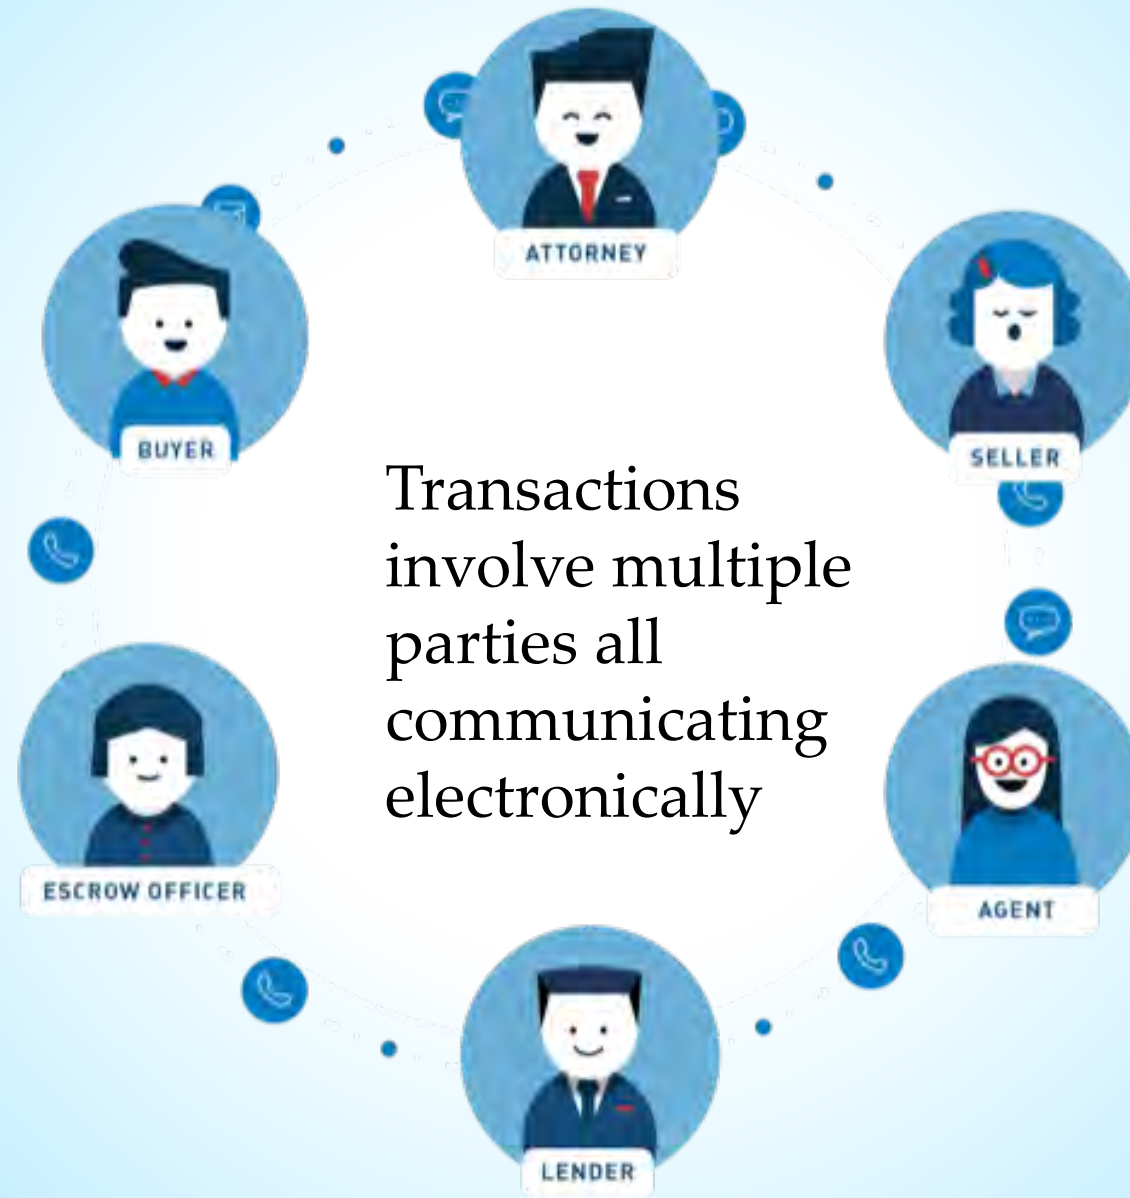 ATTORNEY
BUYER
SELLER
Transactions
involve multiple
parties all
communicating
electronically
ESCROW OFFICER
AGENT
LENDER